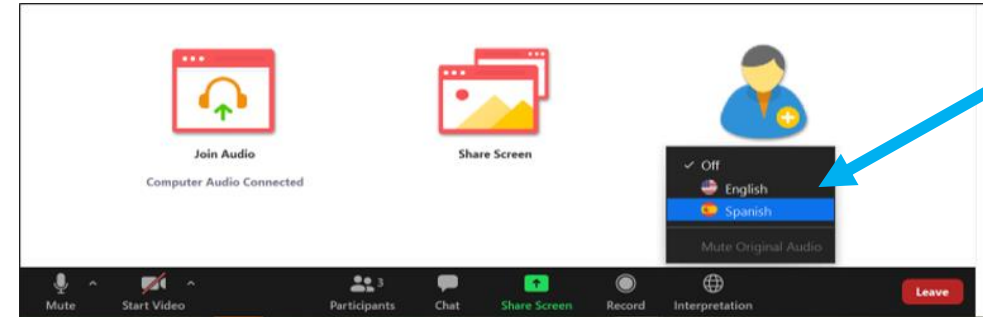 Join Audio
Computer Audio Connected
Share Screen
Off
English
Spanish
Mute Original Audio
Mute
Start Video
Participants 3
Chat
Share Screen
Record
Interpretation
Leave